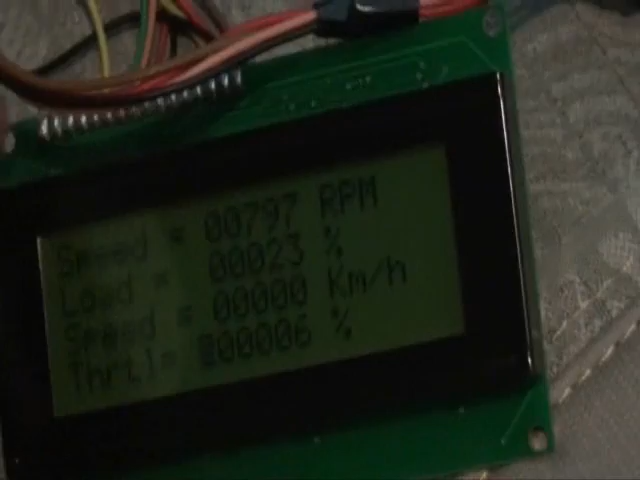 Speed = 00797 RPM
Load = 00023 %
Speed = 00000 Km/h
Thrtl= 00006 %